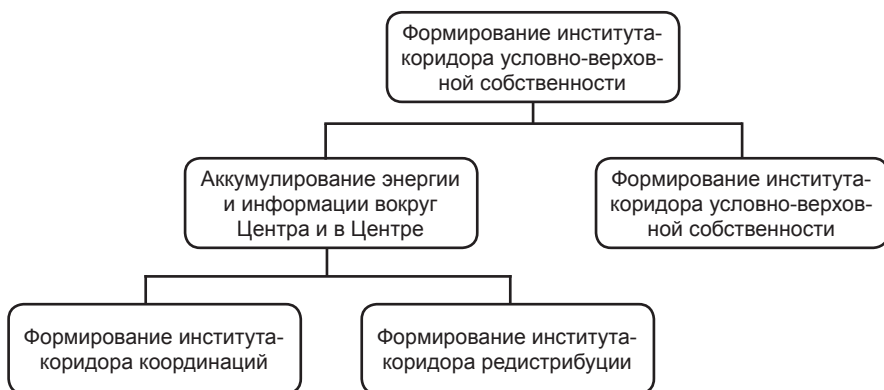 Формирование института-
коридора условно-верхов-
ной собственности
Аккумулирование энергии
и информации вокруг
Центра и в Центре
Формирование института-
коридора условно-верхов-
ной собственности
Формирование института-
коридора координаций
Формирование института-
коридора редистрибуции